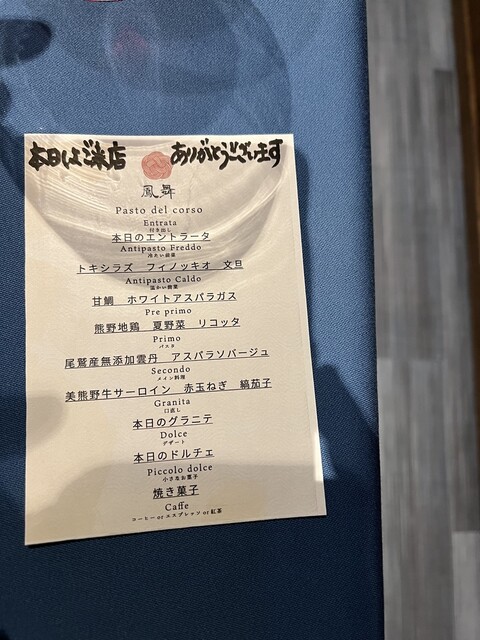 本日はご来店 ありがとうございます
鳳舞
Pasto del corso
Entrata
付き出し
本日のエントラータ
Antipasto Freddo
冷たい前菜
トキシラズ フィノッキオ 文旦
Antipasto Caldo
温かい前菜
甘鯛 ホワイトアスパラガス
Pre primo
熊野地鶏 夏野菜 リコッタ
Primo
パスタ
尾鷲産無添加雲丹 アスパラソバージュ
Secondo
メイン料理
美熊野牛サーロイン 赤玉ねぎ 縞茄子
Granita
口直し
本日のグラニテ
Dolce
デザート
本日のドルチェ
Piccolo dolce
小さなお菓子
焼き菓子
Caffe
コーヒー or エスプレッソ or 紅茶